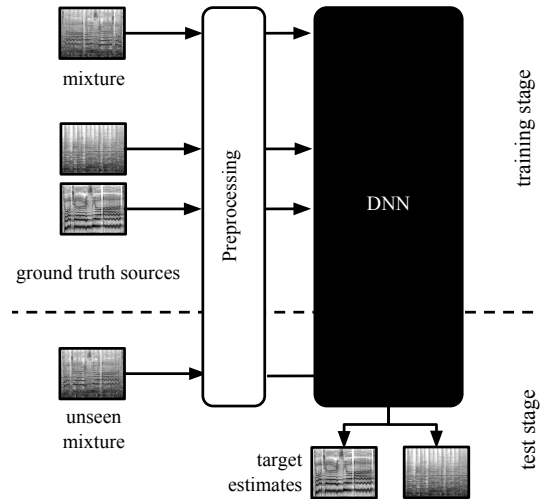 mixture
training stage
Preprocessing
DNN
ground truth sources
unseen
mixture
target
estimates
test stage